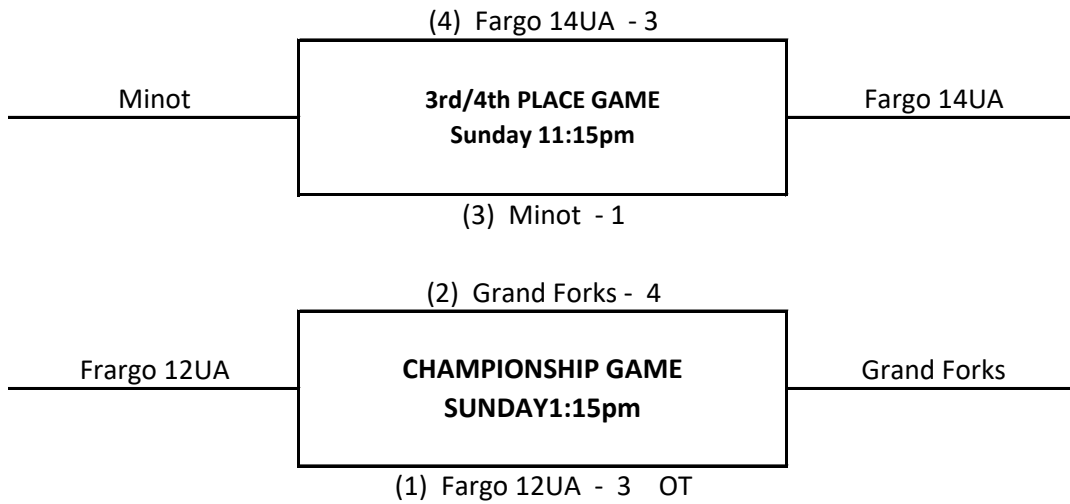 (4) Fargo 14UA - 3
Minot
3rd/4th PLACE GAME
Fargo 14UA
Sunday 11:15pm
(3) Minot - 1
(2) Grand Forks - 4
Frargo 12UA
CHAMPIONSHIP GAME
Grand Forks
SUNDAY1:15pm
(1) Fargo 12UA - 3 OT